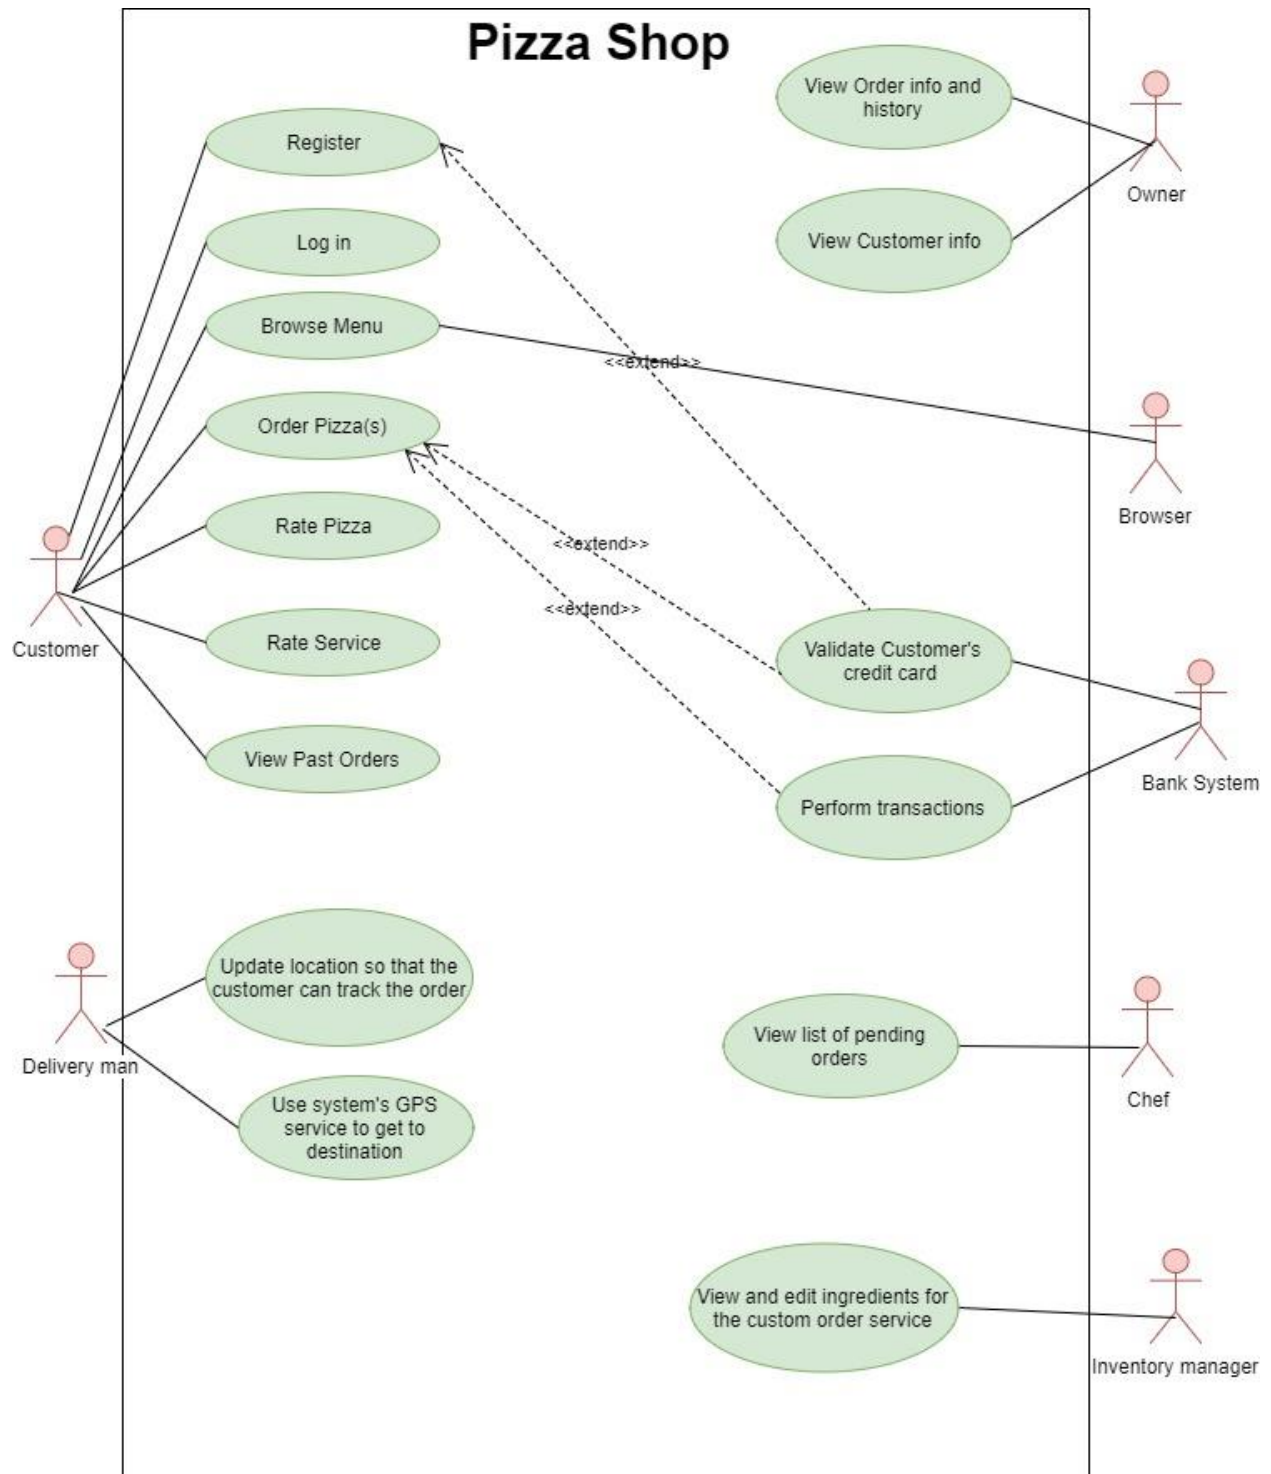 Pizza Shop
View Order info and
history
Owner
Register
View Customer info
Log in
Browse Menu
<<extend>>
Order Pizza(s)
Browser
Rate Pizza
<<extend>>
<<extend>>
Customer
Rate Service
Validate Customer's
credit card
View Past Orders
Bank System
Perform transactions
Update location so that the
customer can track the order
Delivery man
View list of pending
orders
Chef
Use system's GPS
service to get to
destination
View and edit ingredients for
the custom order service
Inventory manager